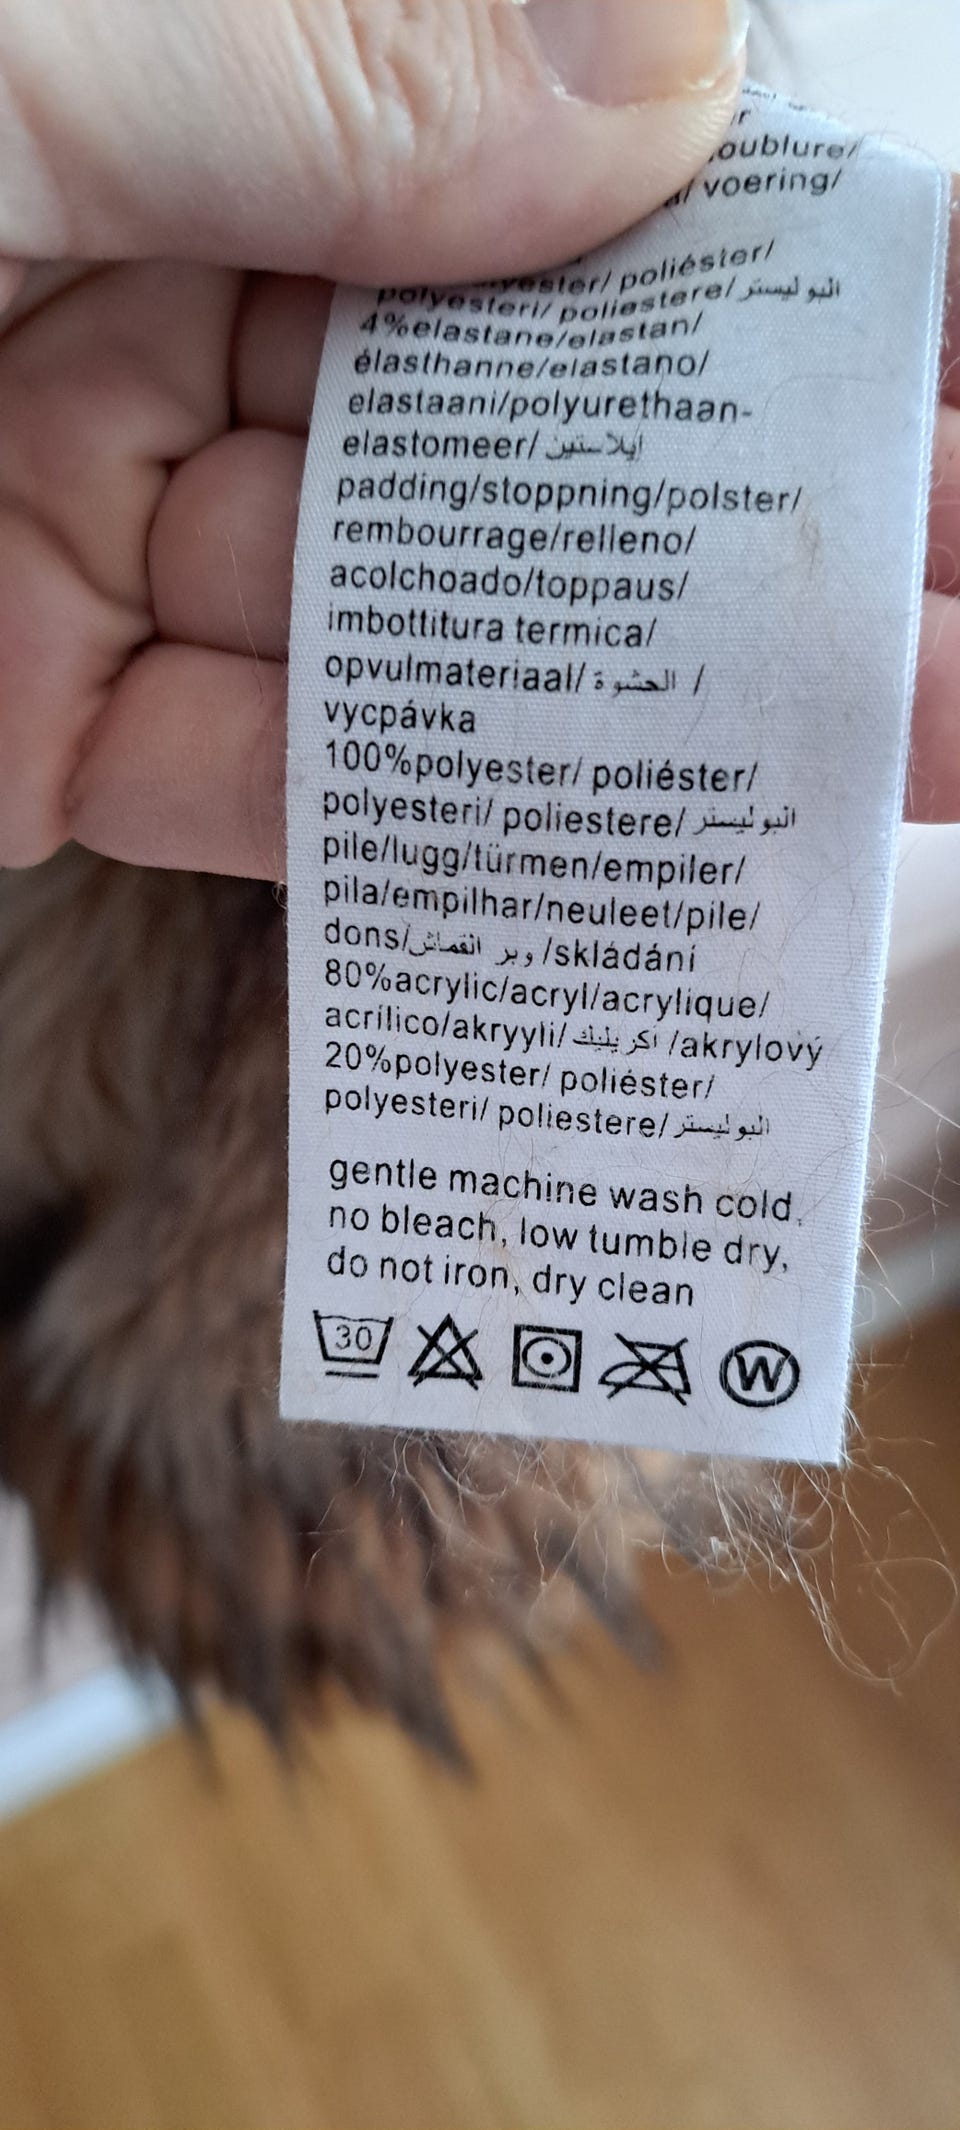 oublure/
voering/
poliéster/
polyesteri/ poliestere/ البوليستر
4%elastane/elastan/
élasthanne/elastano/
elastaani/polyurethaan-
elastomeer/ إيلاستين
padding/stoppning/polster/
rembourrage/relleno/
acolchoado/toppaus/
imbottitura termica/
opvulmateriaal/ الحشوة /
vycpávka
100%polyester/ poliéster/
polyesteri/ poliestere/ البوليستر
pile/lugg/türmen/empiler/
pila/empilhar/neuleet/pile/
dons/وبر القماش /skládání
80%acrylic/acryl/acrylique/
acrílico/akryyli/ أكريليك /akrylový
20%polyester/ poliéster/
polyesteri/ poliestere/ البوليستر
gentle machine wash cold,
no bleach, low tumble dry,
do not iron, dry clean
30 W